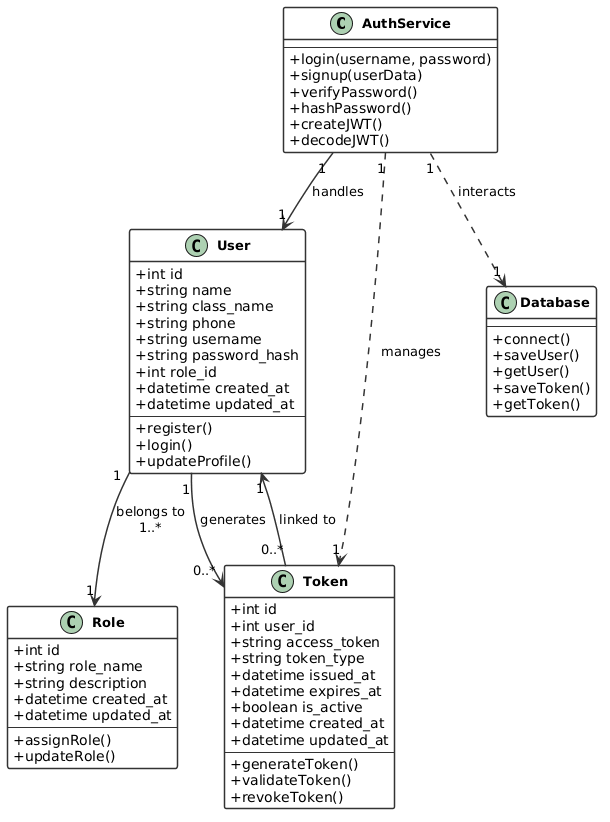 C AuthService
+login(username, password)
+signup(userData)
+verifyPassword()
+hashPassword()
+createJWT()
+decodeJWT()
1 1 1
handles
interacts
1
C User
+int id
+string name
+string class_name
+string phone
+string username
+string password_hash
+int role_id
+datetime created_at
+datetime updated_at
+register()
+login()
+updateProfile()
manages
1
C Database
+connect()
+saveUser()
+getUser()
+saveToken()
+getToken()
1 1 1
belongs to
1..*
generates
linked to
0..*
0..*
1
1
C Role
+int id
+string role_name
+string description
+datetime created_at
+datetime updated_at
+assignRole()
+updateRole()
C Token
+int id
+int user_id
+string access_token
+string token_type
+datetime issued_at
+datetime expires_at
+boolean is_active
+datetime created_at
+datetime updated_at
+generateToken()
+validateToken()
+revokeToken()